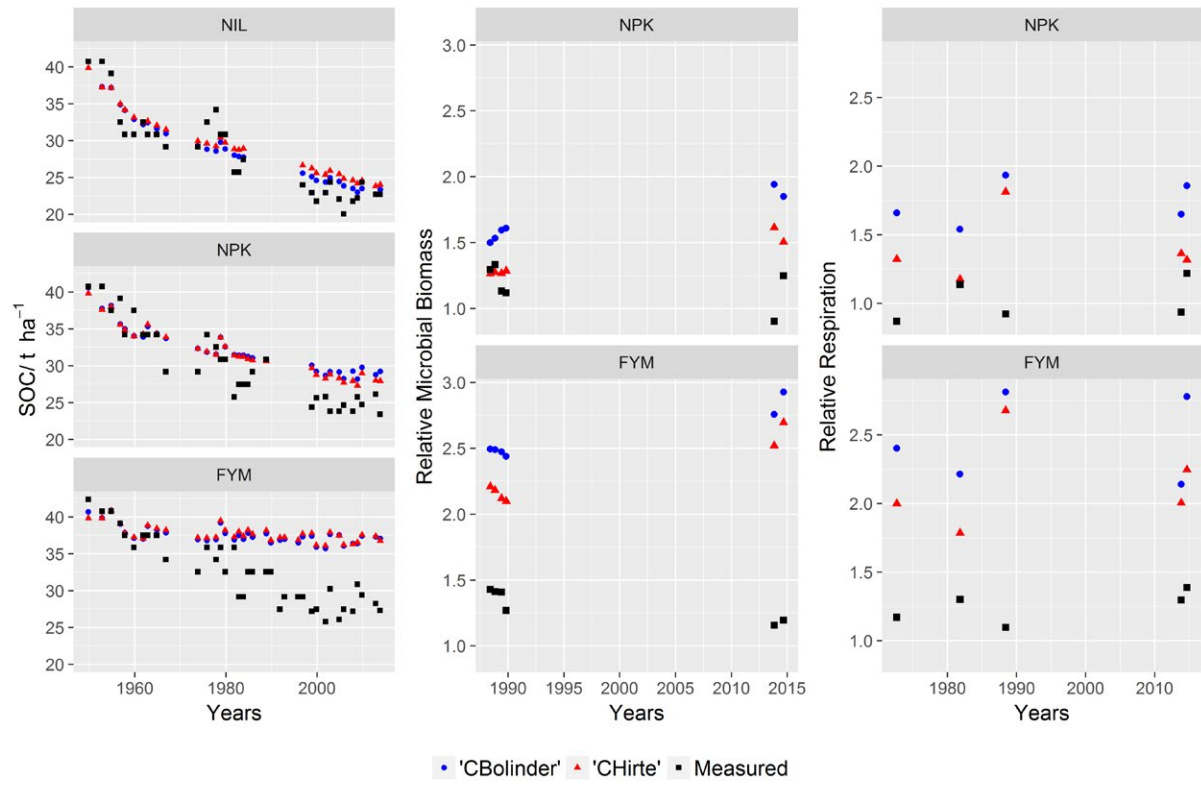 NIL
40
35
30
25
20
NPK
40
35
30
25
20
FYM
40
35
30
25
20
1960 1980 2000
Years
SOC/ t ha⁻¹
NPK
3.0
2.5
2.0
1.5
1.0
FYM
3.0
2.5
2.0
1.5
1.0
1990 1995 2000 2005 2010 2015
Years
Relative Microbial Biomass
NPK
2.5
2.0
1.5
1.0
FYM
2.5
2.0
1.5
1.0
1980 1990 2000 2010
Years
Relative Respiration
'CBolinder' 'CHirte' Measured